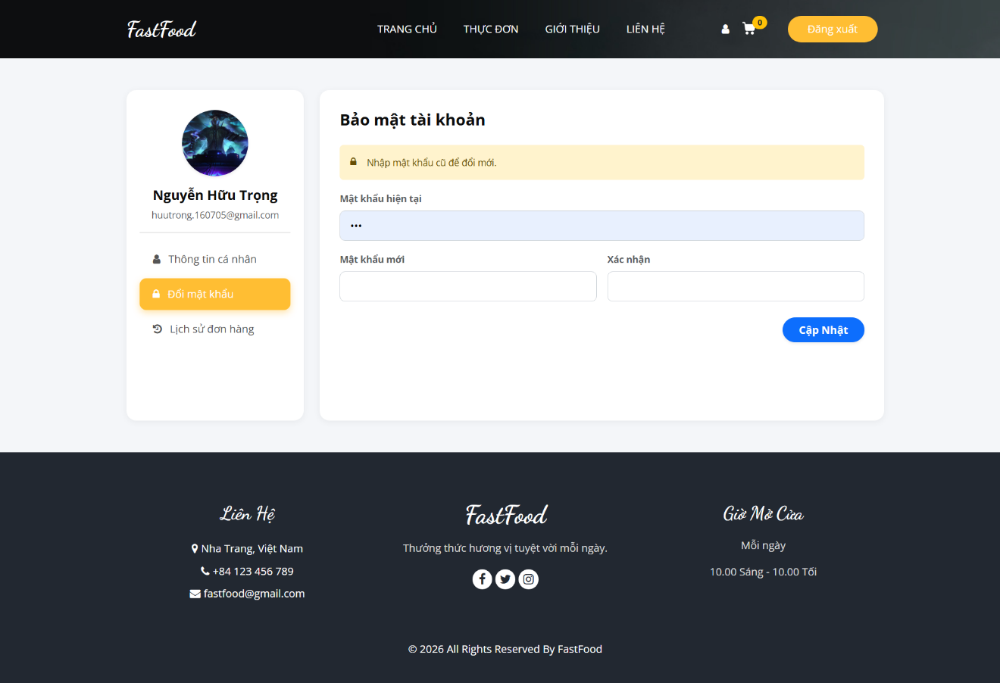 FastFood
TRANG CHỦ THỰC ĐƠN GIỚI THIỆU LIÊN HỆ 0 Đăng xuất
Nguyễn Hữu Trọng
huutrong.160705@gmail.com
Thông tin cá nhân
Đổi mật khẩu
Lịch sử đơn hàng
Bảo mật tài khoản
Nhập mật khẩu cũ để đổi mới.
Mật khẩu hiện tại
•••
Mật khẩu mới Xác nhận
Cập Nhật
Liên Hệ
Nha Trang, Việt Nam
+84 123 456 789
fastfood@gmail.com
FastFood
Thưởng thức hương vị tuyệt vời mỗi ngày.
Giờ Mở Cửa
Mỗi ngày
10.00 Sáng - 10.00 Tối
© 2026 All Rights Reserved By FastFood